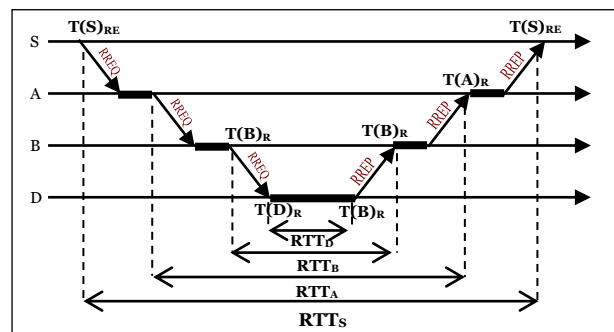 T(S)RE T(S)RE
S
RREQ RREP
T(A)R
A
RREQ RREP
T(B)R T(B)R
B
RREQ RREP
D
T(D)R T(B)R
RTTD
RTTB
RTTA
RTTS